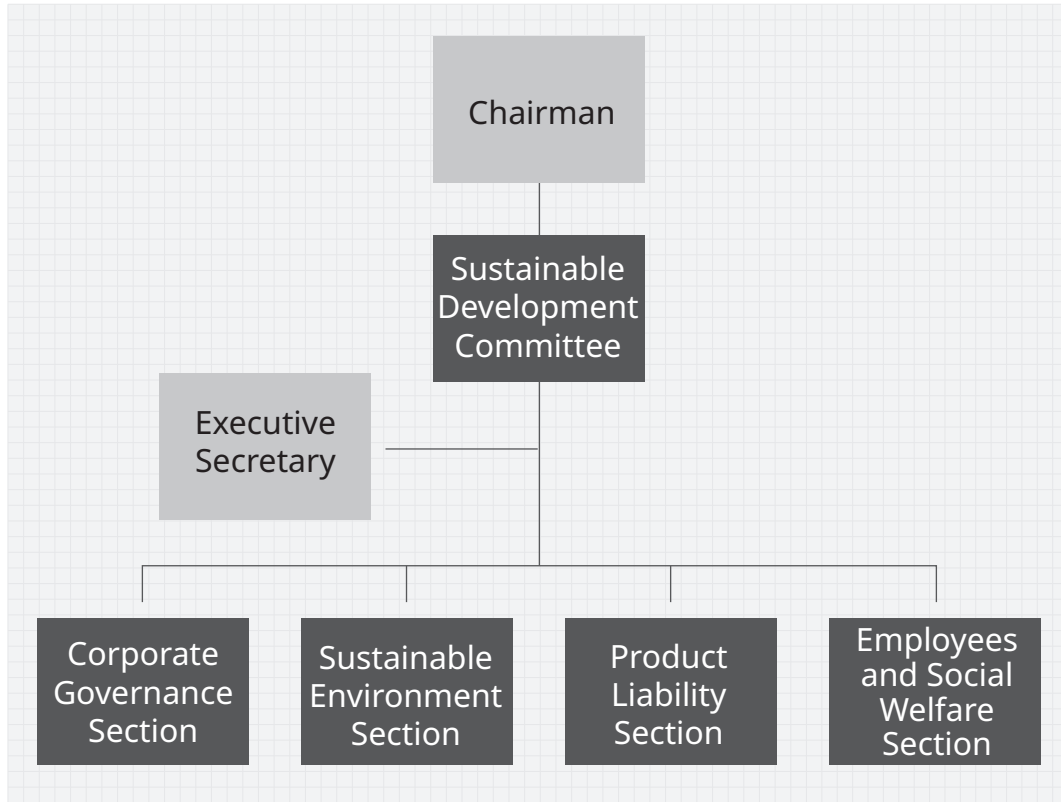 Chairman
Sustainable
Development
Committee
Executive
Secretary
Corporate
Governance
Section
Sustainable
Environment
Section
Product
Liability
Section
Employees
and Social
Welfare
Section